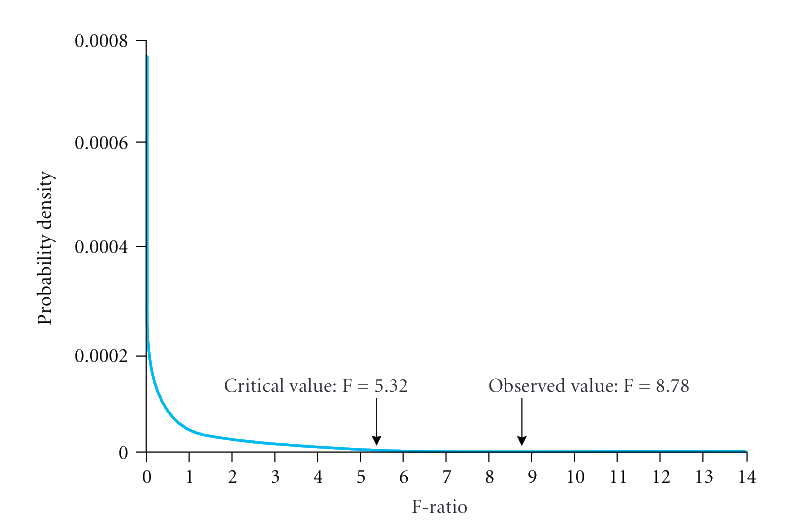 0.0008
0.0006
0.0004
0.0002
0
Probability density
Critical value: F = 5.32
Observed value: F = 8.78
0 1 2 3 4 5 6 7 8 9 10 11 12 13 14
F-ratio